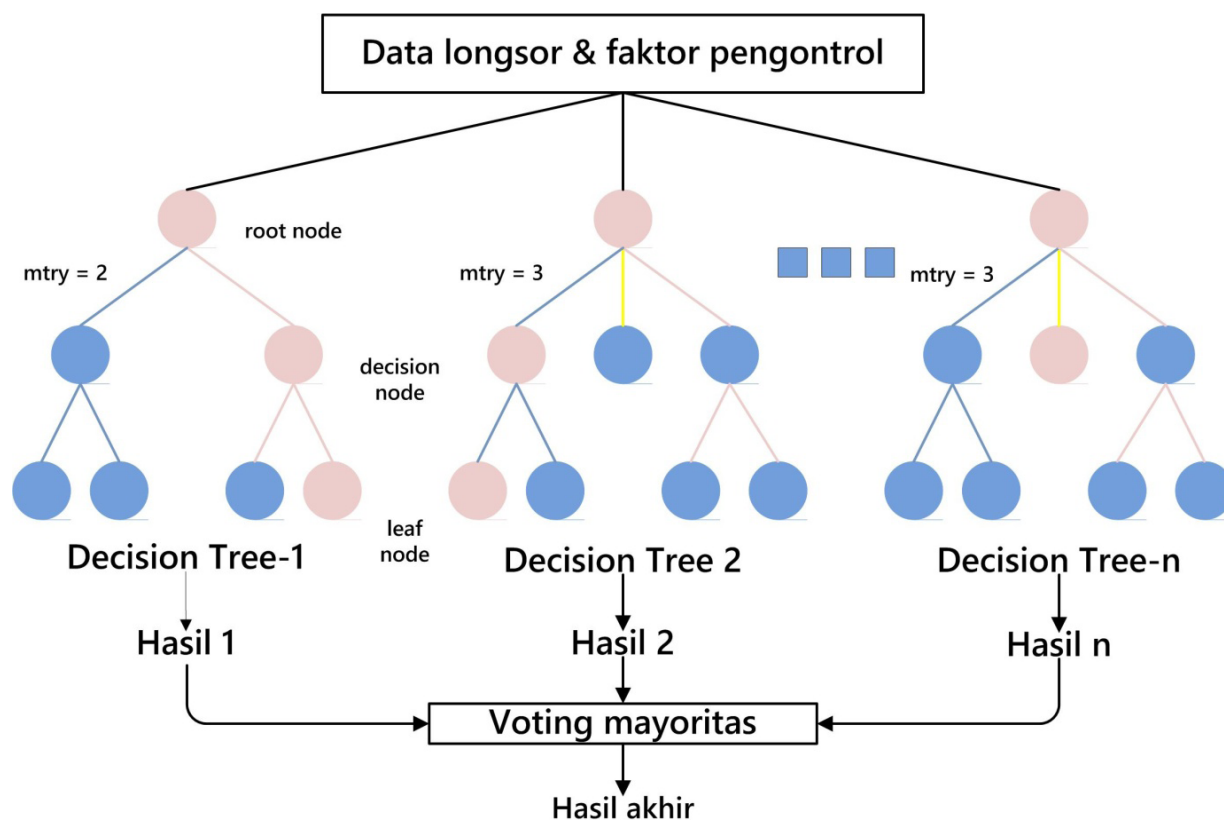 Data longsor & faktor pengontrol
root node
mtry = 2
mtry = 3
mtry = 3
decision
node
leaf
node
Decision Tree-1
Decision Tree 2
Decision Tree-n
Hasil 1
Hasil 2
Hasil n
Voting mayoritas
Hasil akhir